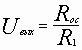 U_вых = R_ос / R_1